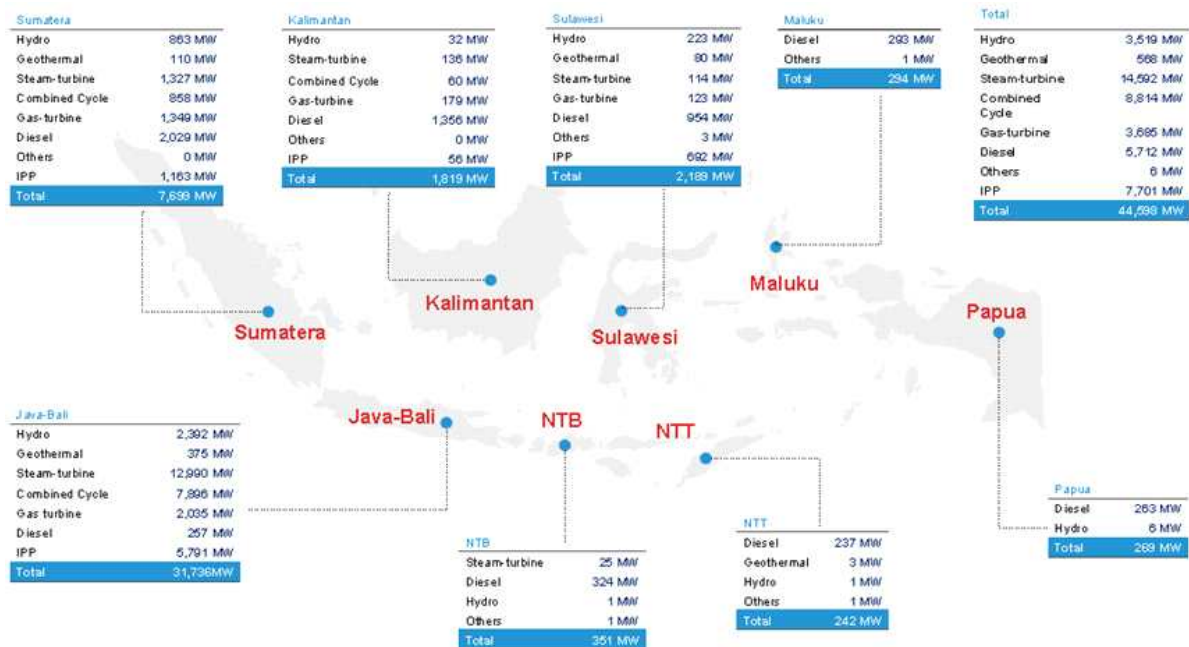 Sumatera
Hydro 863 MW
Geothermal 110 MW
Steam-turbine 1,327 MW
Combined Cycle 858 MW
Gas-turbine 1,349 MW
Diesel 2,029 MW
Others 0 MW
IPP 1,163 MW
Total 7,699 MW
Kalimantan
Hydro 32 MW
Steam-turbine 136 MW
Combined Cycle 60 MW
Gas-turbine 179 MW
Diesel 1,356 MW
Others 0 MW
IPP 56 MW
Total 1,819 MW
Sulawesi
Hydro 223 MW
Geothermal 80 MW
Steam-turbine 114 MW
Gas-turbine 123 MW
Diesel 954 MW
Others 3 MW
IPP 692 MW
Total 2,189 MW
Maluku
Diesel 293 MW
Others 1 MW
Total 294 MW
Total
Hydro 3,519 MW
Geothermal 568 MW
Steam-turbine 14,592 MW
Combined 8,814 MW
Cycle
Gas-turbine 3,685 MW
Diesel 5,712 MW
Others 6 MW
IPP 7,701 MW
Total 44,598 MW
Sumatera
Kalimantan
Sulawesi
Maluku
Papua
Java-Bali
NTB
NTT
Java-Bali
Hydro 2,392 MW
Geothermal 375 MW
Steam-turbine 12,990 MW
Combined Cycle 7,896 MW
Gas turbine 2,035 MW
Diesel 257 MW
IPP 5,791 MW
Total 31,736MW
NTB
Steam-turbine 25 MW
Diesel 324 MW
Hydro 1 MW
Others 1 MW
Total 351 MW
NTT
Diesel 237 MW
Geothermal 3 MW
Hydro 1 MW
Others 1 MW
Total 242 MW
Papua
Diesel 263 MW
Hydro 6 MW
Total 269 MW